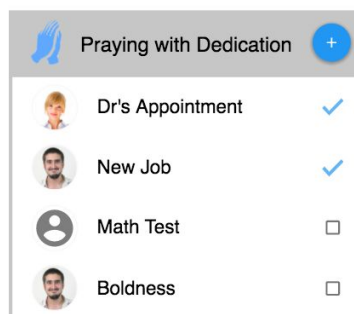 Praying with Dedication +
Dr's Appointment
New Job
Math Test
Boldness